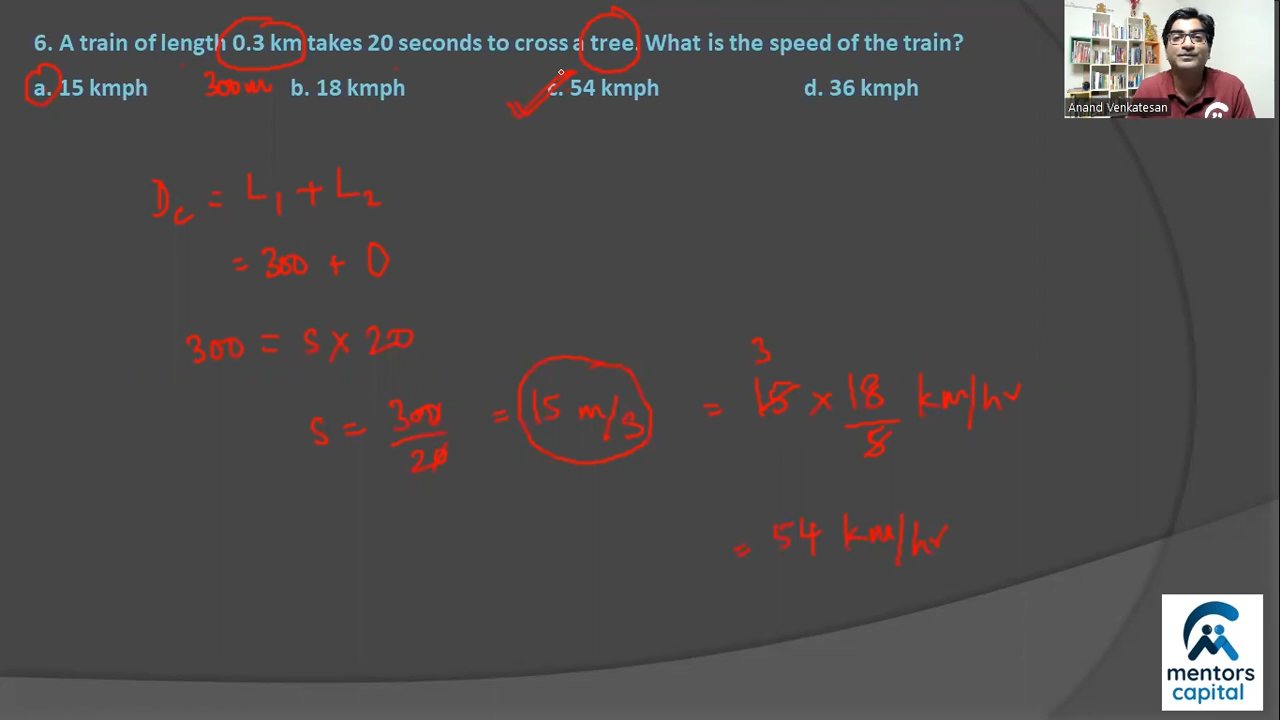 6. A train of length 0.3 km takes 20 seconds to cross a tree. What is the speed of the train?
a. 15 kmph 300m b. 18 kmph c. 54 kmph d. 36 kmph
Anand Venkatesan
Dc = L1 + L2
= 300 + 0
300 = S x 20
3
S = 300/20 = 15 m/s = 15 x 18/5 km/hr
= 54 km/hr
mentors
capital